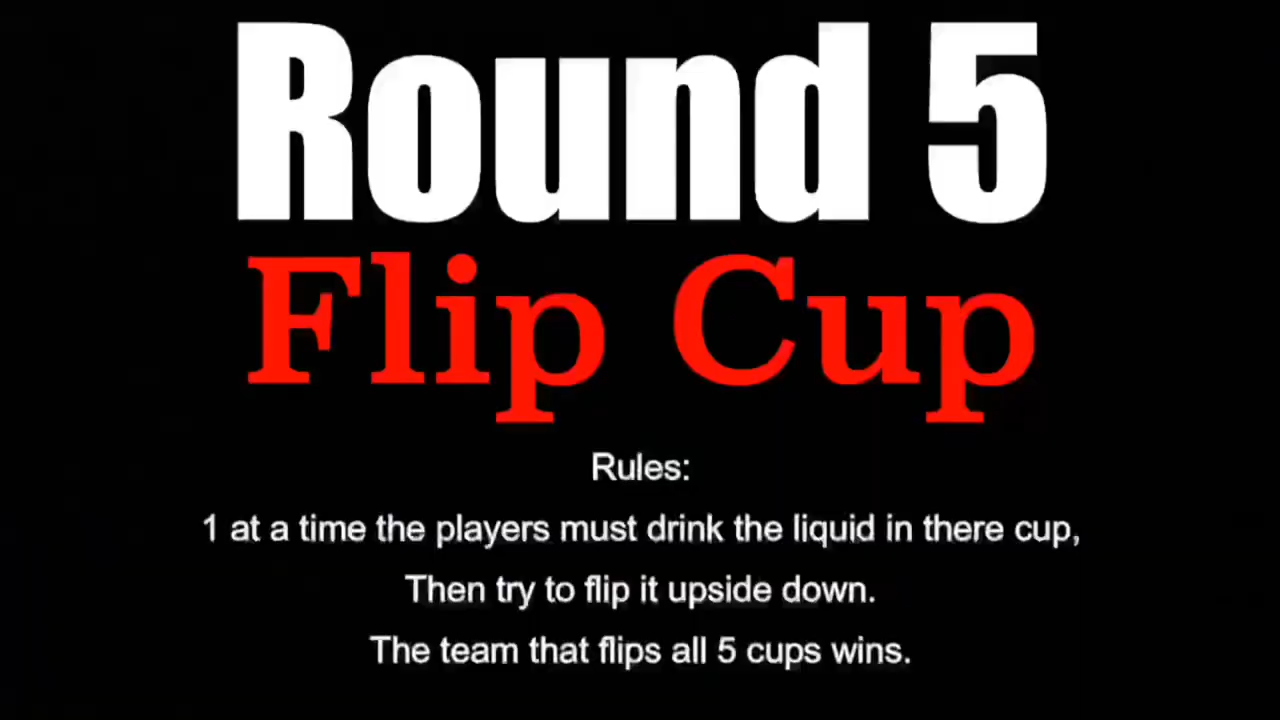 Round 5
Flip Cup
Rules:
1 at a time the players must drink the liquid in there cup,
Then try to flip it upside down.
The team that flips all 5 cups wins.